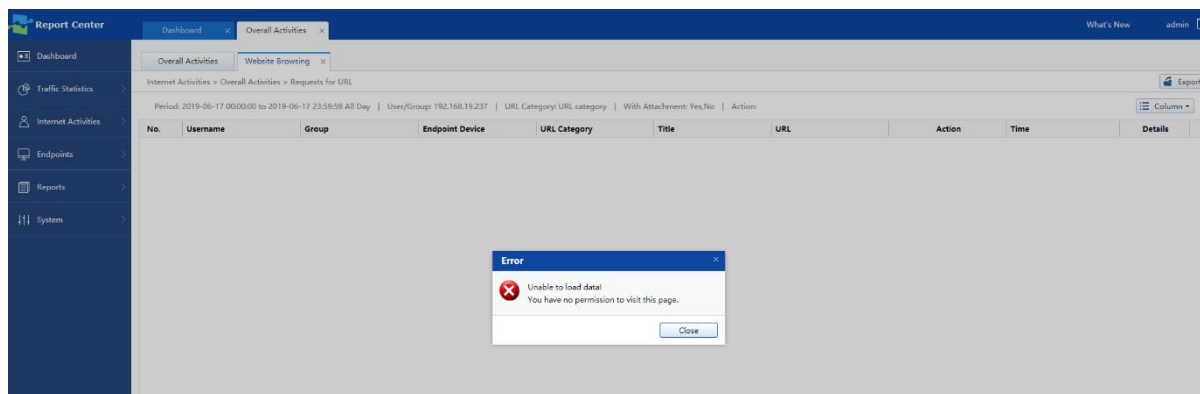 Report Center
Dashboard x
Overall Activities x
What's New
admin
Dashboard
Traffic Statistics
Internet Activities
Endpoints
Reports
System
Overall Activities
Website Browsing x
Internet Activities > Overall Activities > Requests for URL
Export
Period: 2019-06-17 00:00:00 to 2019-06-17 23:59:59 All Day | User/Group: 192.168.19.237 | URL Category: URL category | With Attachment: Yes,No | Action:
Column
No. Username Group Endpoint Device URL Category Title URL Action Time Details
Error x
Unable to load data!
You have no permission to visit this page.
Close